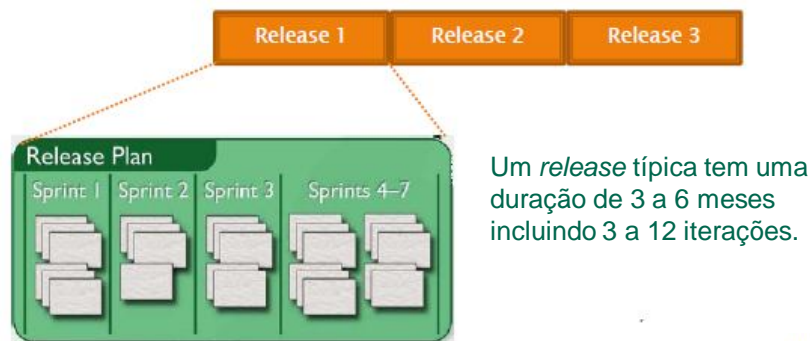 Release 1 Release 2 Release 3
Release Plan
Sprint 1 Sprint 2 Sprint 3 Sprints 4–7
Um release típica tem uma
duração de 3 a 6 meses
incluindo 3 a 12 iterações.